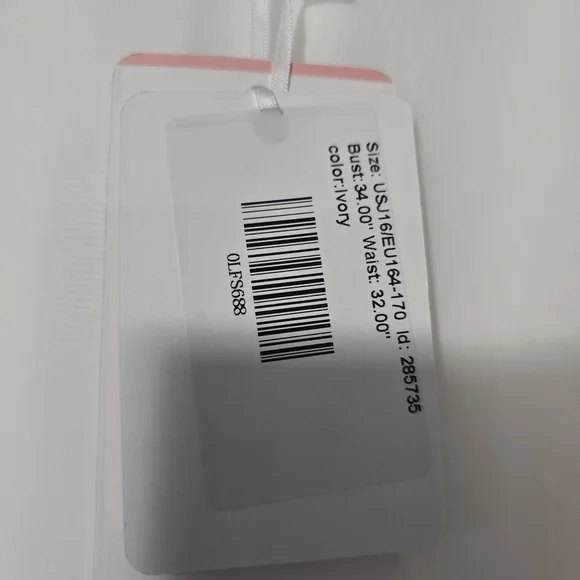 Size: USJ16/EU164-170 Id: 285735
Bust:34.00" Waist: 32.00"
color:Ivory
0LFS688